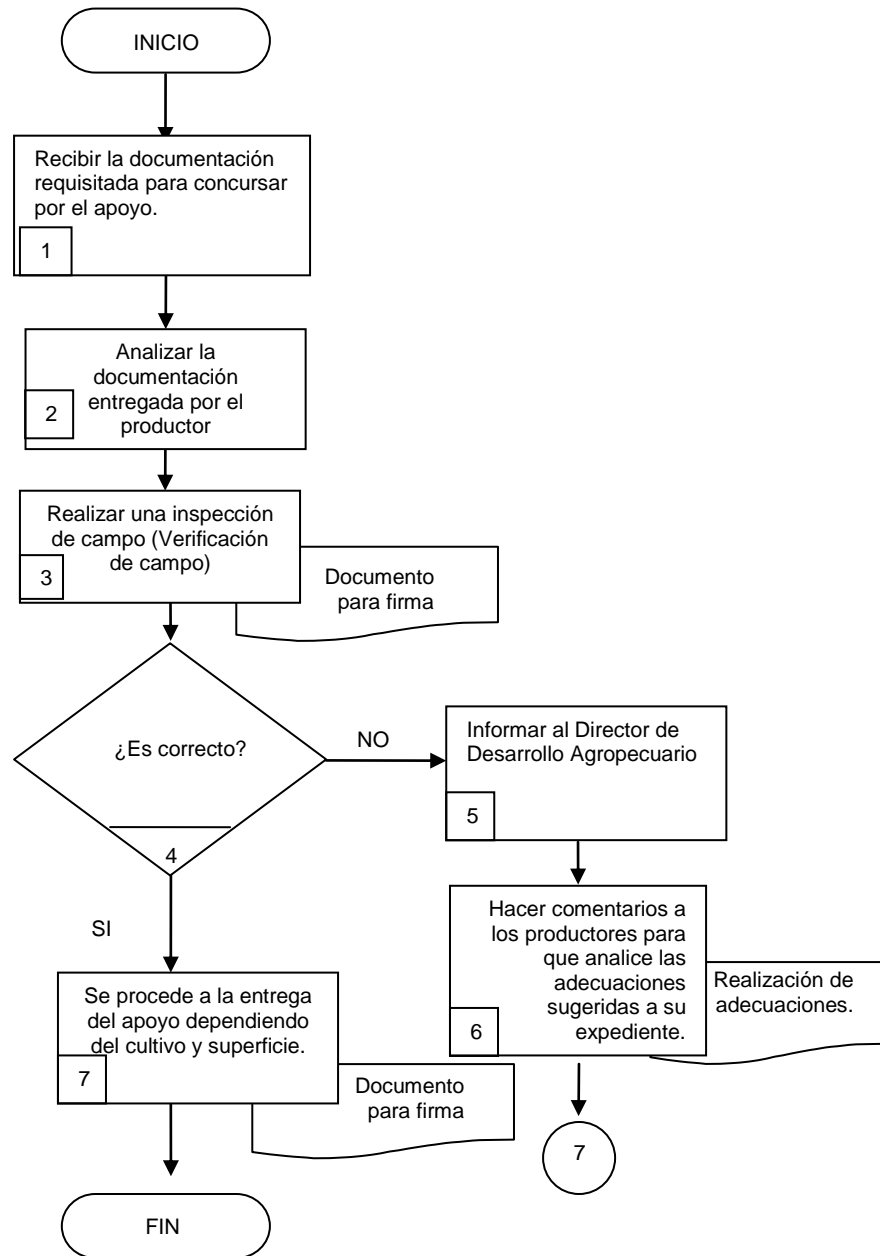 INICIO
Recibir la documentación
requisitada para concursar
por el apoyo.
1
Analizar la
documentación
entregada por el
productor
2
Realizar una inspección
de campo (Verificación
de campo)
3
Documento
para firma
¿Es correcto?
4
NO
Informar al Director de
Desarrollo Agropecuario
5
Hacer comentarios a
los productores para
que analice las
adecuaciones
sugeridas a su
expediente.
6
Realización de
adecuaciones.
7
SI
Se procede a la entrega
del apoyo dependiendo
del cultivo y superficie.
7
Documento
para firma
FIN